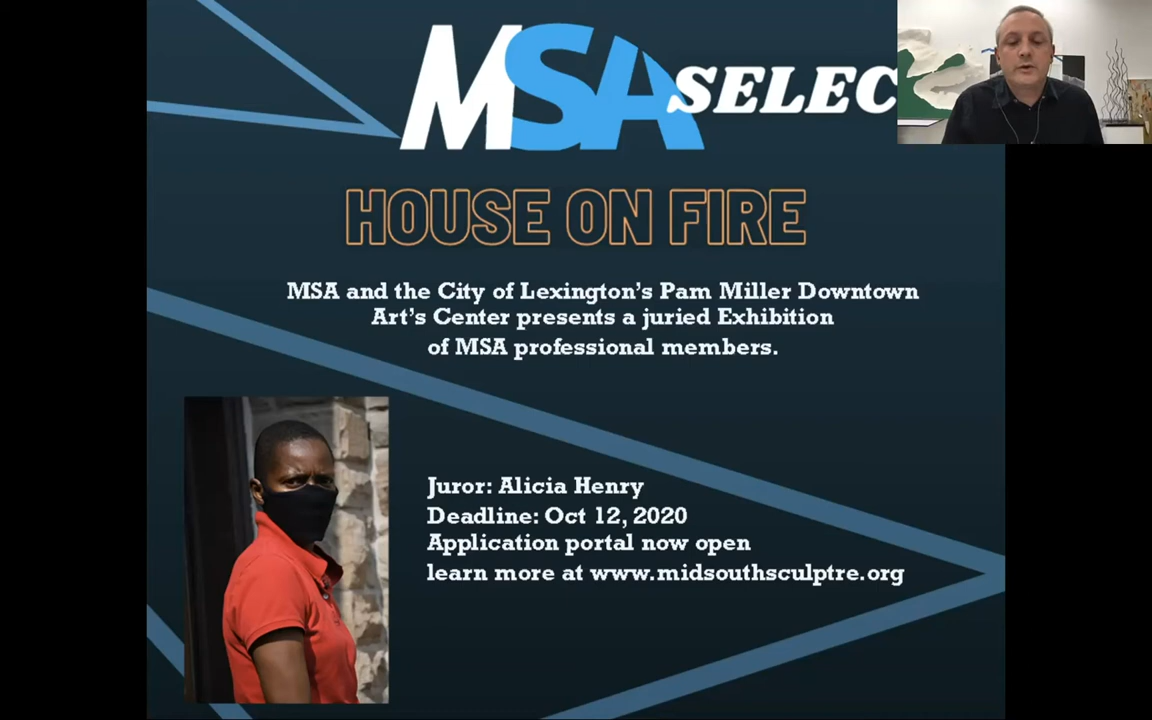 MSA SELEC
HOUSE ON FIRE
MSA and the City of Lexington's Pam Miller Downtown
Art's Center presents a juried Exhibition
of MSA professional members.
Juror: Alicia Henry
Deadline: Oct 12, 2020
Application portal now open
learn more at www.midsouthsculptre.org